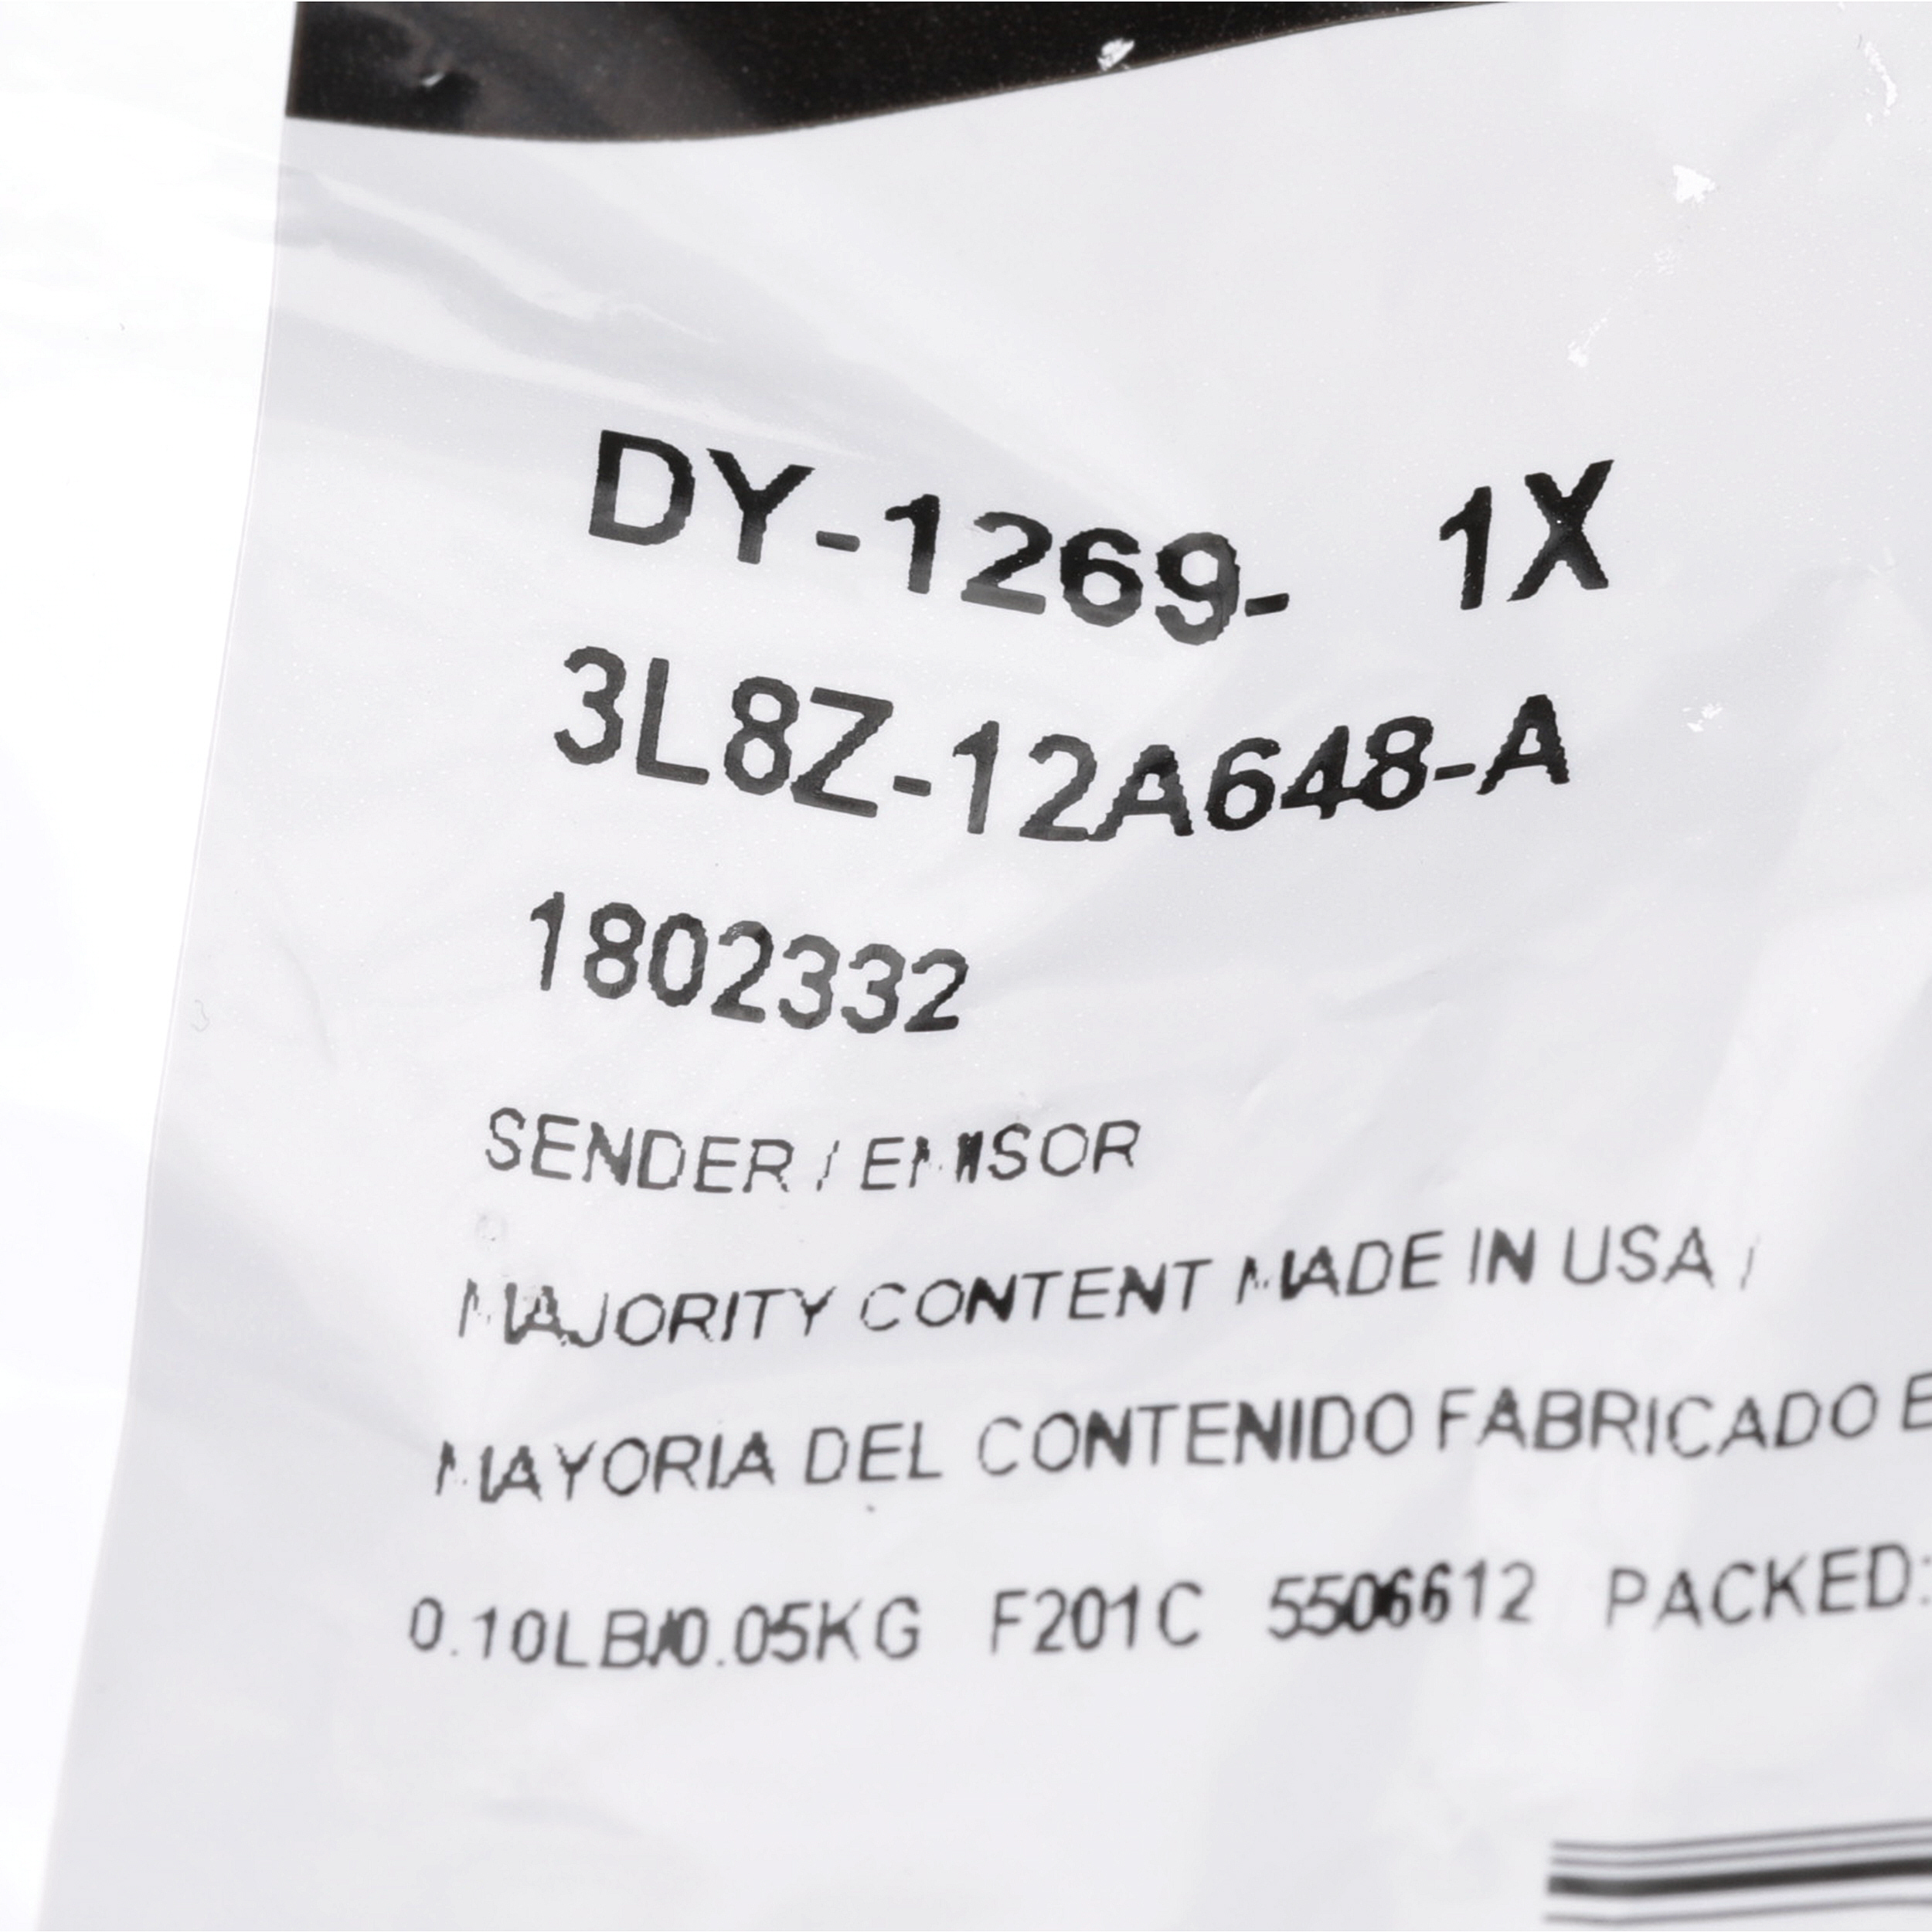 DY-1269- 1X
3L8Z-12A648-A
1802332
SENDER / EMISOR
MAJORITY CONTENT MADE IN USA /
MAYORIA DEL CONTENIDO FABRICADO E
0.10LB/0.05KG F201C 5506612 PACKED: